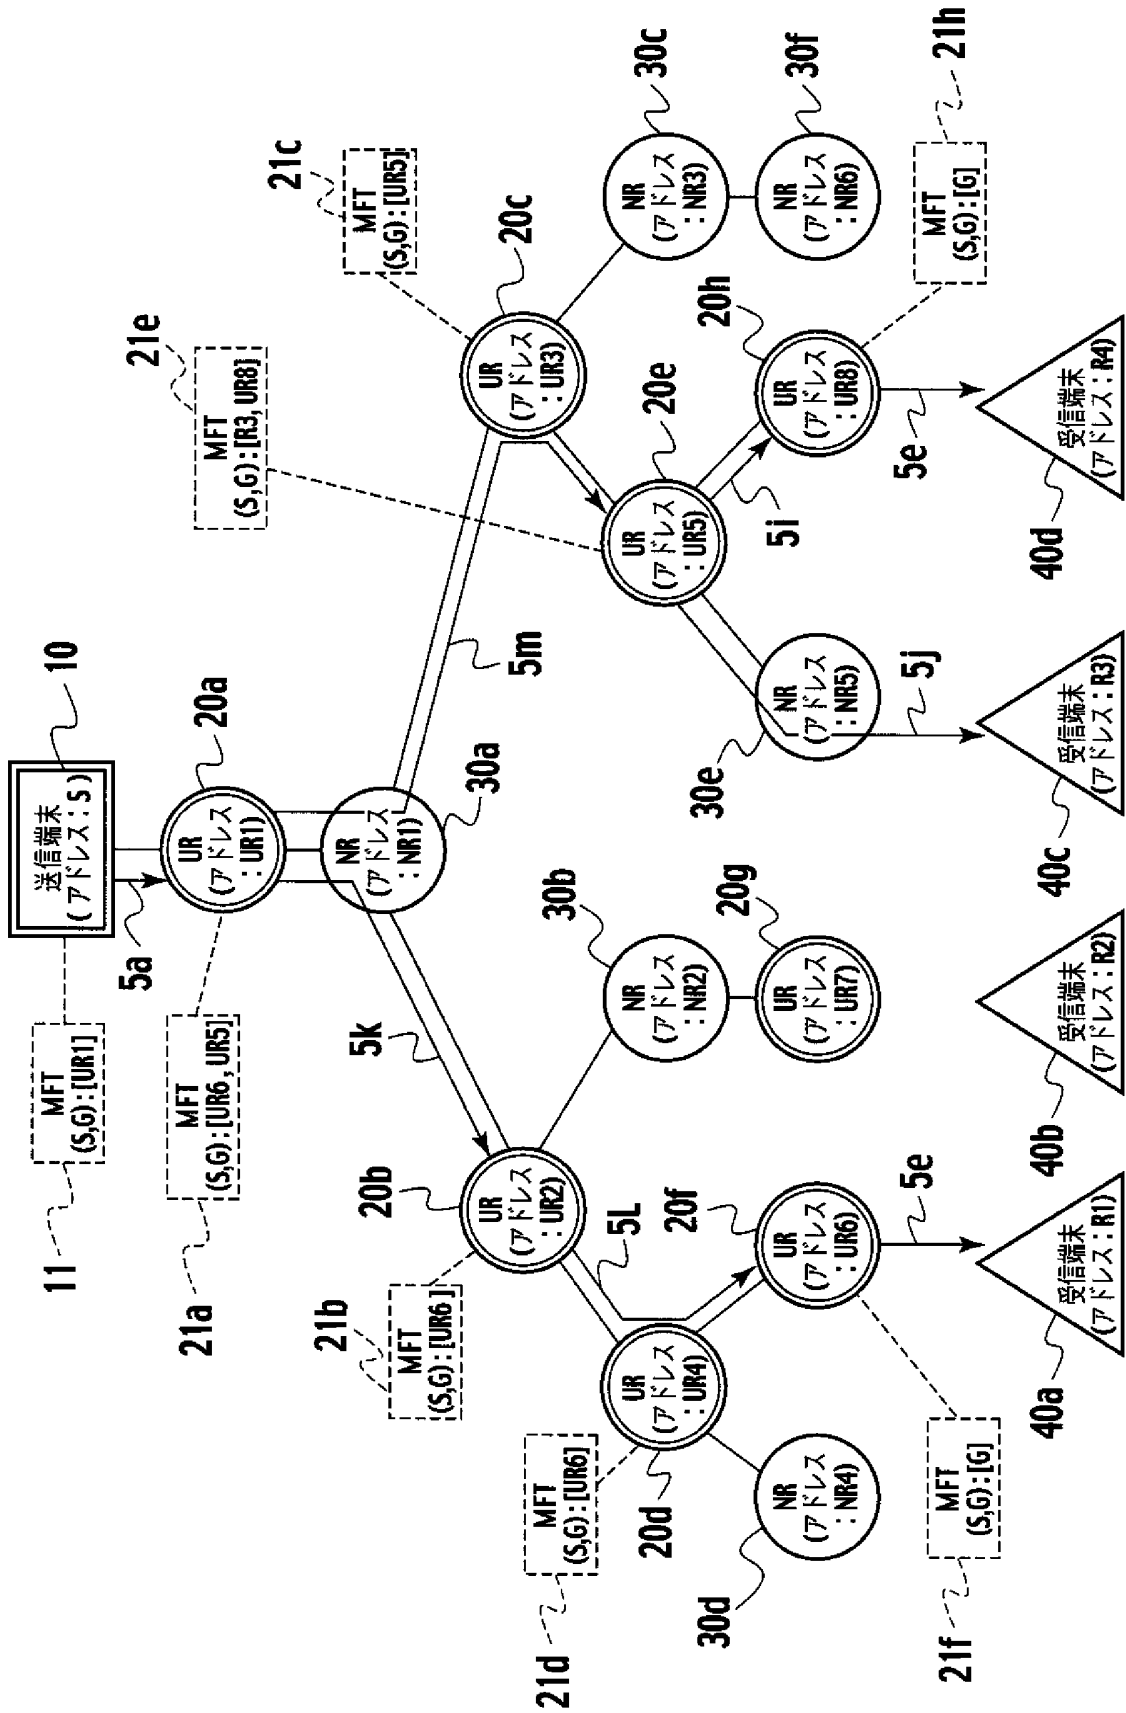 送信端末
(アドレス:S)
10
5a
MFT
(S,G):[UR1]
11
UR
(アドレス
:UR1)
20a
MFT
(S,G):[UR6,UR5]
21a
NR
(アドレス
:NR1)
30a
5k
5m
MFT
(S,G):[R3,UR8]
21e
MFT
(S,G):[UR5]
21c
UR
(アドレス
:UR2)
20b
MFT
(S,G):[UR6]
21b
UR
(アドレス
:UR3)
20c
MFT
(S,G):[UR6]
21d
UR
(アドレス
:UR4)
20d
5L
NR
(アドレス
:NR2)
30b
UR
(アドレス
:UR5)
20e
NR
(アドレス
:NR3)
30c
NR
(アドレス
:NR4)
30d
UR
(アドレス
:UR6)
20f
UR
(アドレス
:UR7)
20g
NR
(アドレス
:NR5)
30e
5i
UR
(アドレス
:UR8)
20h
NR
(アドレス
:NR6)
30f
MFT
(S,G):[G]
21f
5e
5j
5e
MFT
(S,G):[G]
21h
受信端末
(アドレス:R1)
40a
受信端末
(アドレス:R2)
40b
受信端末
(アドレス:R3)
40c
受信端末
(アドレス:R4)
40d